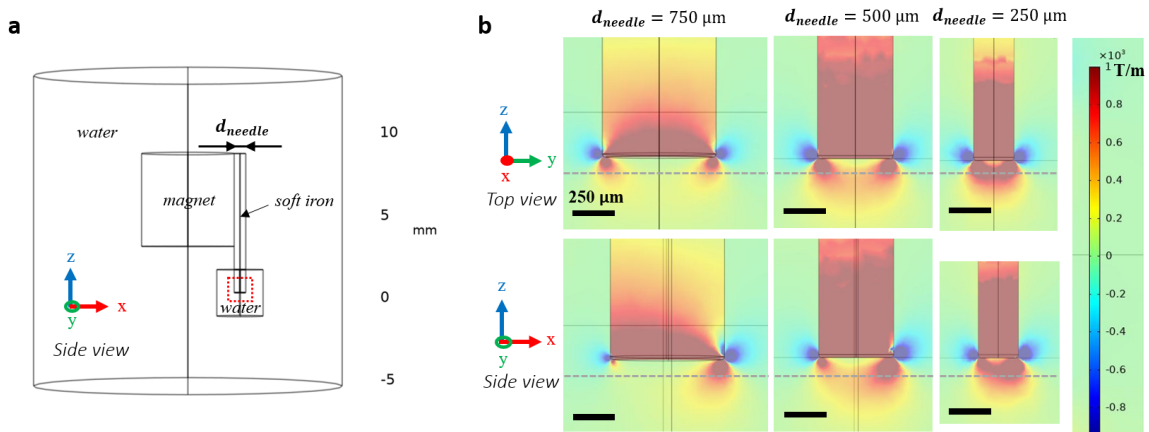 a
water
d_needle
magnet
soft iron
water
z
x
y
Side view
10
5
mm
0
-5
b
d_needle = 750 μm
d_needle = 500 μm
d_needle = 250 μm
z
y
x
Top view
250 μm
z
x
y
Side view
×10³
1 T/m
0.8
0.6
0.4
0.2
0
-0.2
-0.4
-0.6
-0.8